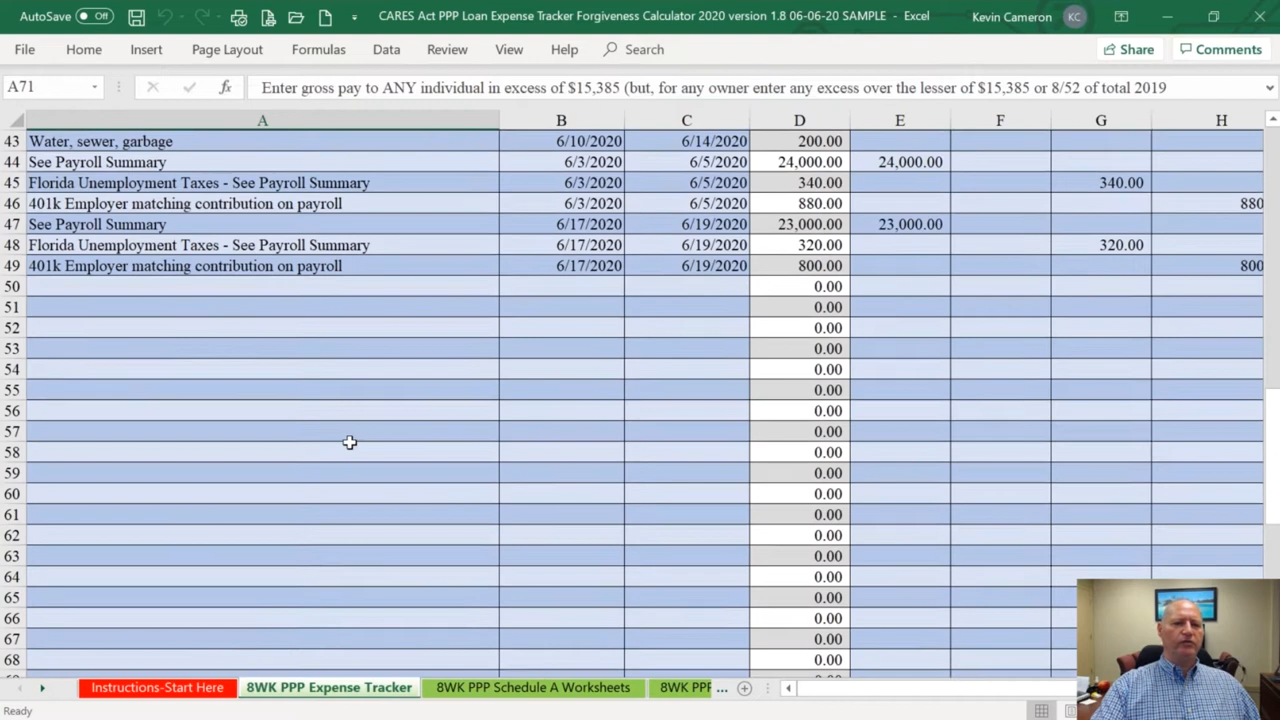 AutoSave Off CARES Act PPP Loan Expense Tracker Forgiveness Calculator 2020 version 1.8 06-06-20 SAMPLE - Excel Kevin Cameron KC
File Home Insert Page Layout Formulas Data Review View Help Search Share Comments
A71 fx Enter gross pay to ANY individual in excess of $15,385 (but, for any owner enter any excess over the lesser of $15,385 or 8/52 of total 2019
A B C D E F G H
43 Water, sewer, garbage 6/10/2020 6/14/2020 200.00
44 See Payroll Summary 6/3/2020 6/5/2020 24,000.00 24,000.00
45 Florida Unemployment Taxes - See Payroll Summary 6/3/2020 6/5/2020 340.00 340.00
46 401k Employer matching contribution on payroll 6/3/2020 6/5/2020 880.00 880
47 See Payroll Summary 6/17/2020 6/19/2020 23,000.00 23,000.00
48 Florida Unemployment Taxes - See Payroll Summary 6/17/2020 6/19/2020 320.00 320.00
49 401k Employer matching contribution on payroll 6/17/2020 6/19/2020 800.00 800
50 0.00
51 0.00
52 0.00
53 0.00
54 0.00
55 0.00
56 0.00
57 0.00
58 0.00
59 0.00
60 0.00
61 0.00
62 0.00
63 0.00
64 0.00
65 0.00
66 0.00
67 0.00
68 0.00
Instructions-Start Here 8WK PPP Expense Tracker 8WK PPP Schedule A Worksheets 8WK PPF ...
Ready